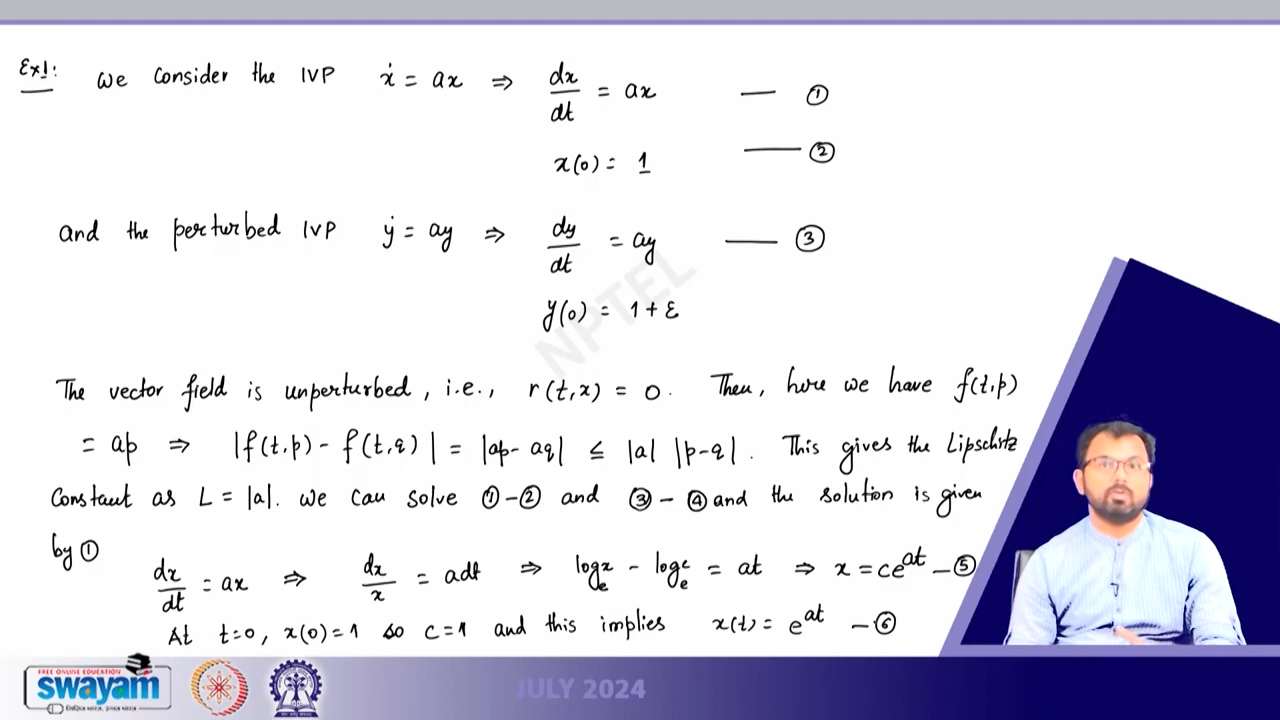 Ex1: we consider the IVP ẋ = ax ⇒ dx/dt = ax — ①
x(0) = 1 — ②
and the perturbed IVP ẏ = ay ⇒ dy/dt = ay — ③
y(0) = 1 + ε
The vector field is unperturbed, i.e., r(t,x) = 0. Then, here we have f(t,p)
= ap ⇒ |f(t,p) - f(t,q)| = |ap - aq| ≤ |a| |p-q|. This gives the Lipschitz
Constant as L = |a|. we can solve ①-② and ③-④ and the solution is given
by ①
dx/dt = ax ⇒ dx/x = adt ⇒ logₑx - logₑc = at ⇒ x = ce^{at} — ⑤
At t=0, x(0)=1 so c=1 and this implies x(t) = e^{at} — ⑥
NPTEL
FREE ONLINE EDUCATION
swayam
JULY 2024